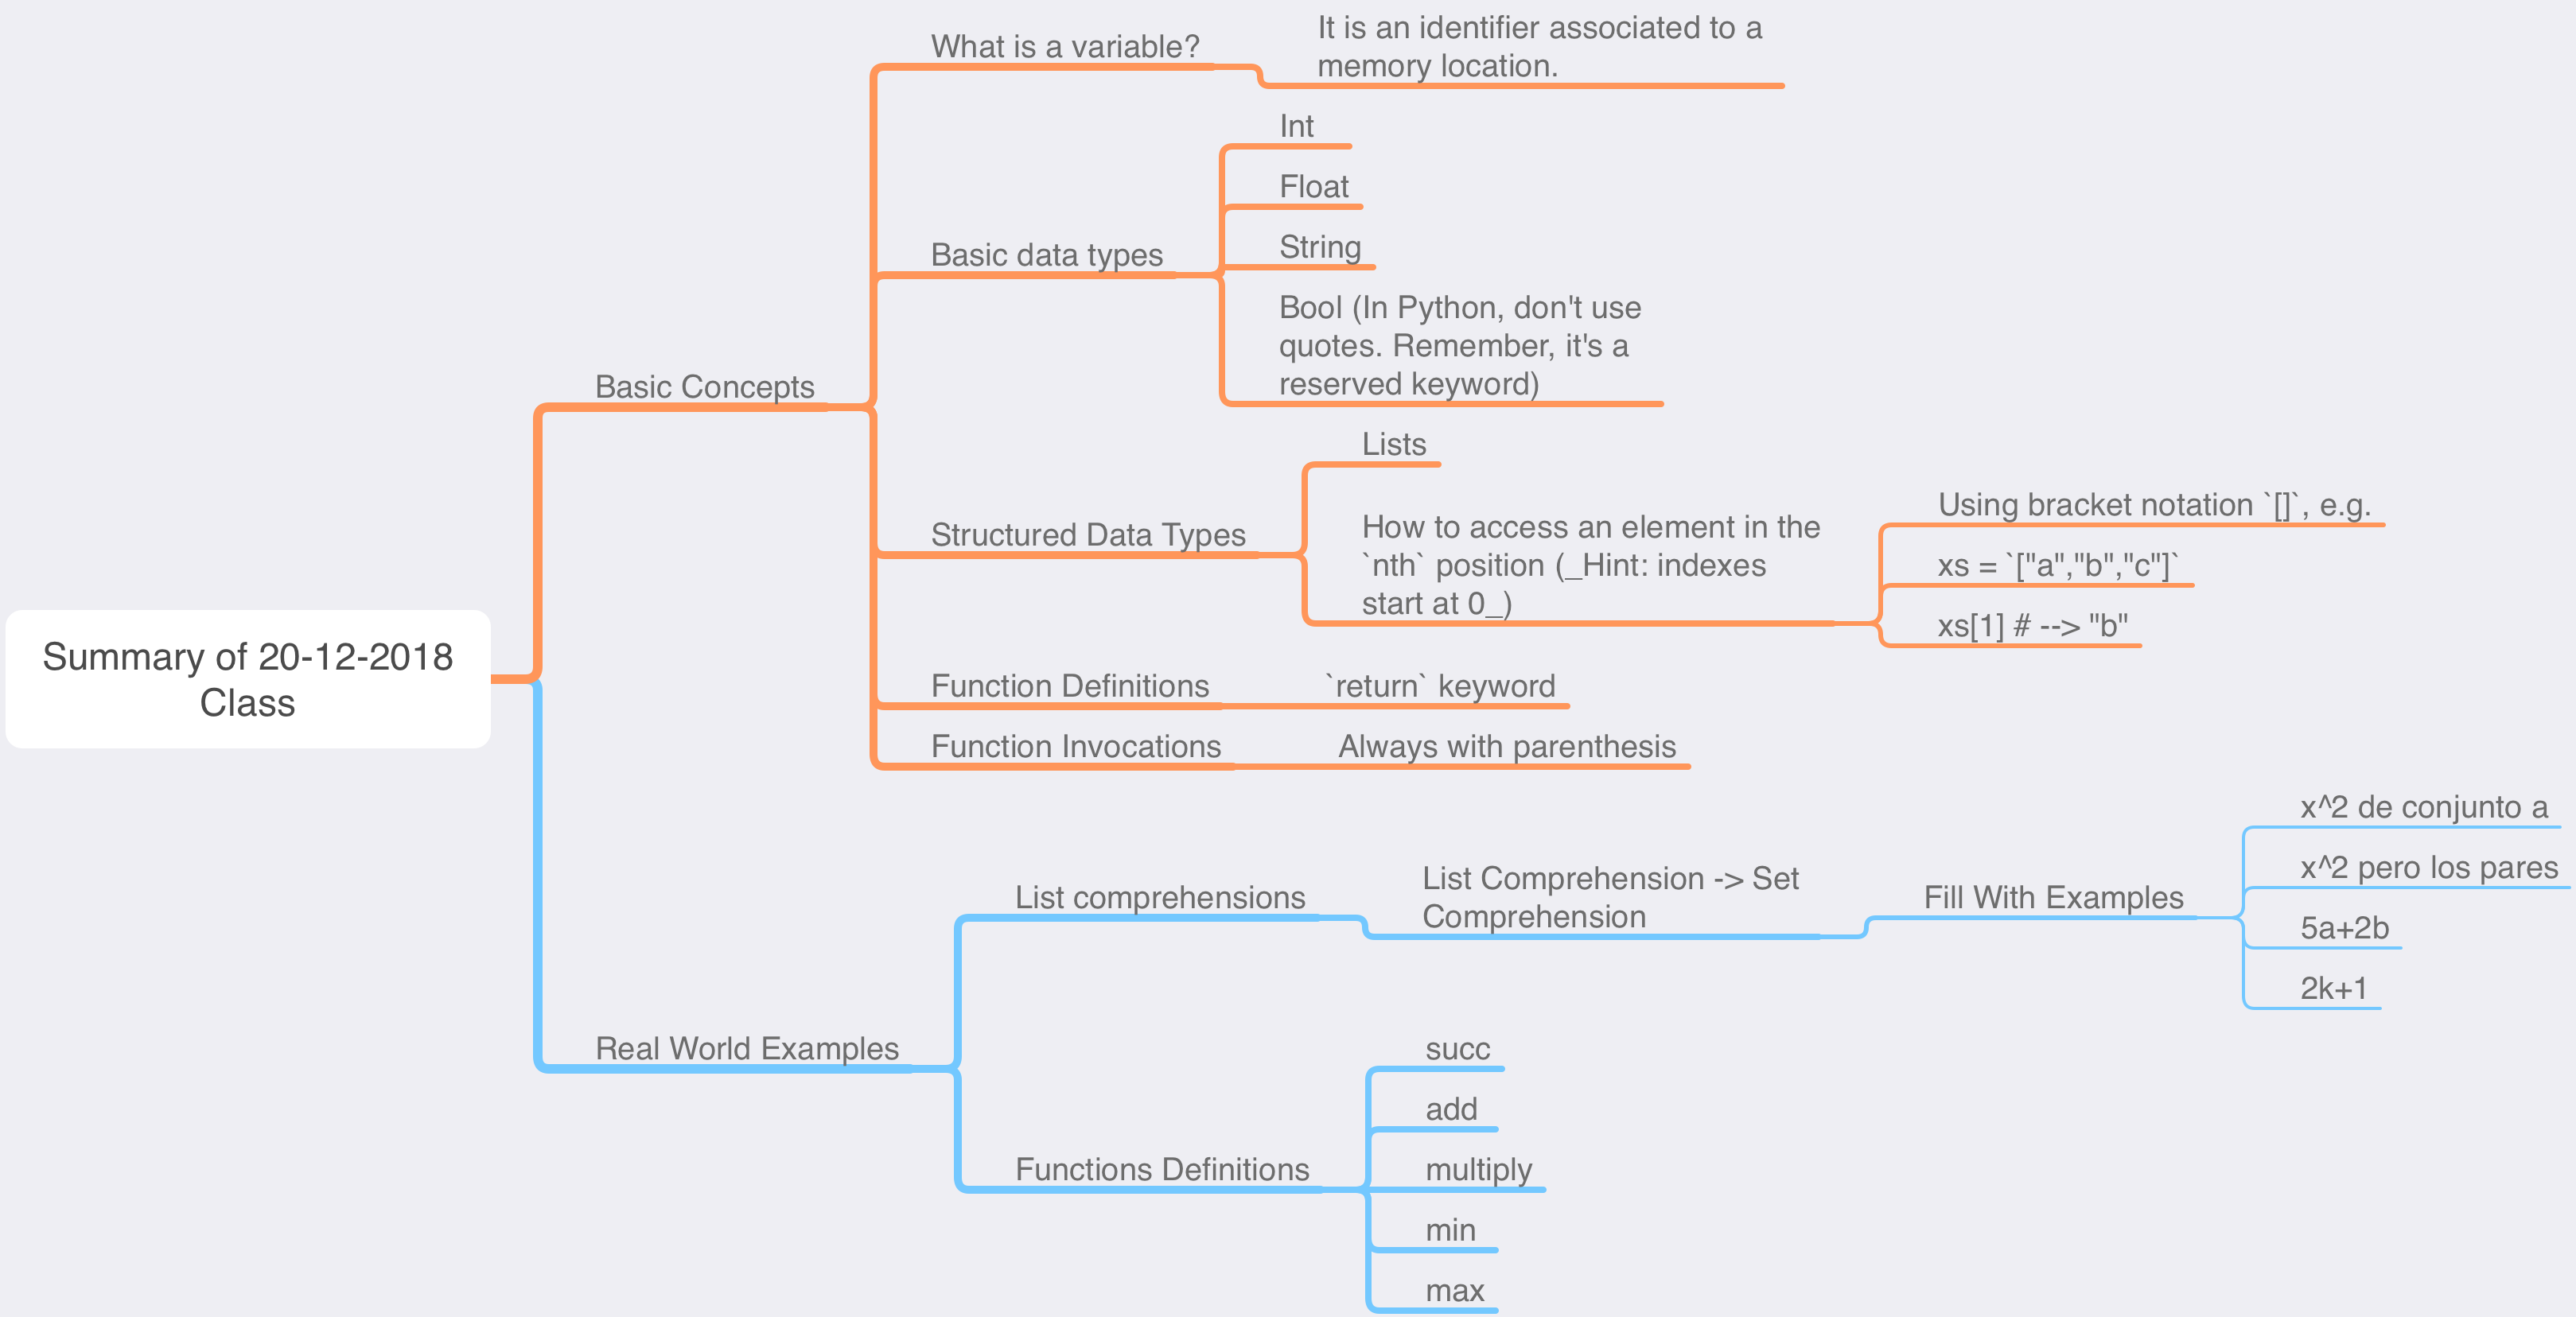 Summary of 20-12-2018
Class
Basic Concepts
What is a variable?
It is an identifier associated to a
memory location.
Basic data types
Int
Float
String
Bool (In Python, don't use
quotes. Remember, it's a
reserved keyword)
Structured Data Types
Lists
How to access an element in the
`nth` position (_Hint: indexes
start at 0_)
Using bracket notation `[]`, e.g.
xs = `["a","b","c"]`
xs[1] # --> "b"
Function Definitions
`return` keyword
Function Invocations
Always with parenthesis
Real World Examples
List comprehensions
List Comprehension -> Set
Comprehension
Fill With Examples
x^2 de conjunto a
x^2 pero los pares
5a+2b
2k+1
Functions Definitions
succ
add
multiply
min
max